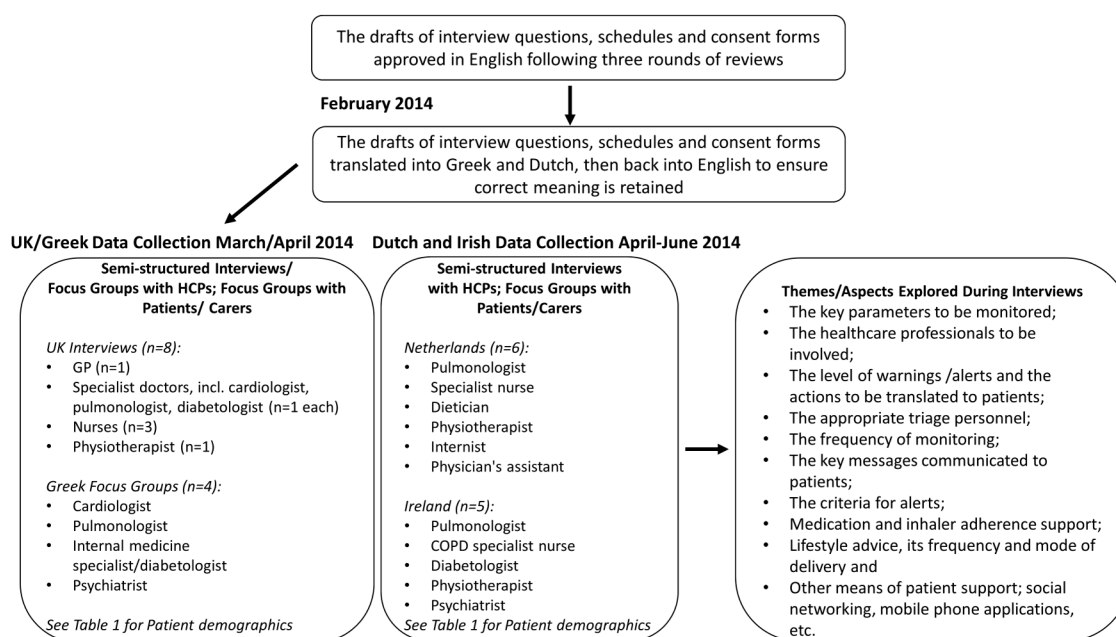 The drafts of interview questions, schedules and consent forms
approved in English following three rounds of reviews
February 2014
The drafts of interview questions, schedules and consent forms
translated into Greek and Dutch, then back into English to ensure
correct meaning is retained
UK/Greek Data Collection March/April 2014
Semi-structured Interviews/
Focus Groups with HCPs; Focus Groups with
Patients/ Carers
UK Interviews (n=8):
• GP (n=1)
• Specialist doctors, incl. cardiologist,
pulmonologist, diabetologist (n=1 each)
• Nurses (n=3)
• Physiotherapist (n=1)
Greek Focus Groups (n=4):
• Cardiologist
• Pulmonologist
• Internal medicine
specialist/diabetologist
• Psychiatrist
See Table 1 for Patient demographics
Dutch and Irish Data Collection April-June 2014
Semi-structured Interviews
with HCPs; Focus Groups with
Patients/Carers
Netherlands (n=6):
• Pulmonologist
• Specialist nurse
• Dietician
• Physiotherapist
• Internist
• Physician's assistant
Ireland (n=5):
• Pulmonologist
• COPD specialist nurse
• Diabetologist
• Physiotherapist
• Psychiatrist
See Table 1 for Patient demographics
Themes/Aspects Explored During Interviews
• The key parameters to be monitored;
• The healthcare professionals to be
involved;
• The level of warnings /alerts and the
actions to be translated to patients;
• The appropriate triage personnel;
• The frequency of monitoring;
• The key messages communicated to
patients;
• The criteria for alerts;
• Medication and inhaler adherence support;
• Lifestyle advice, its frequency and mode of
delivery and
• Other means of patient support; social
networking, mobile phone applications,
etc.